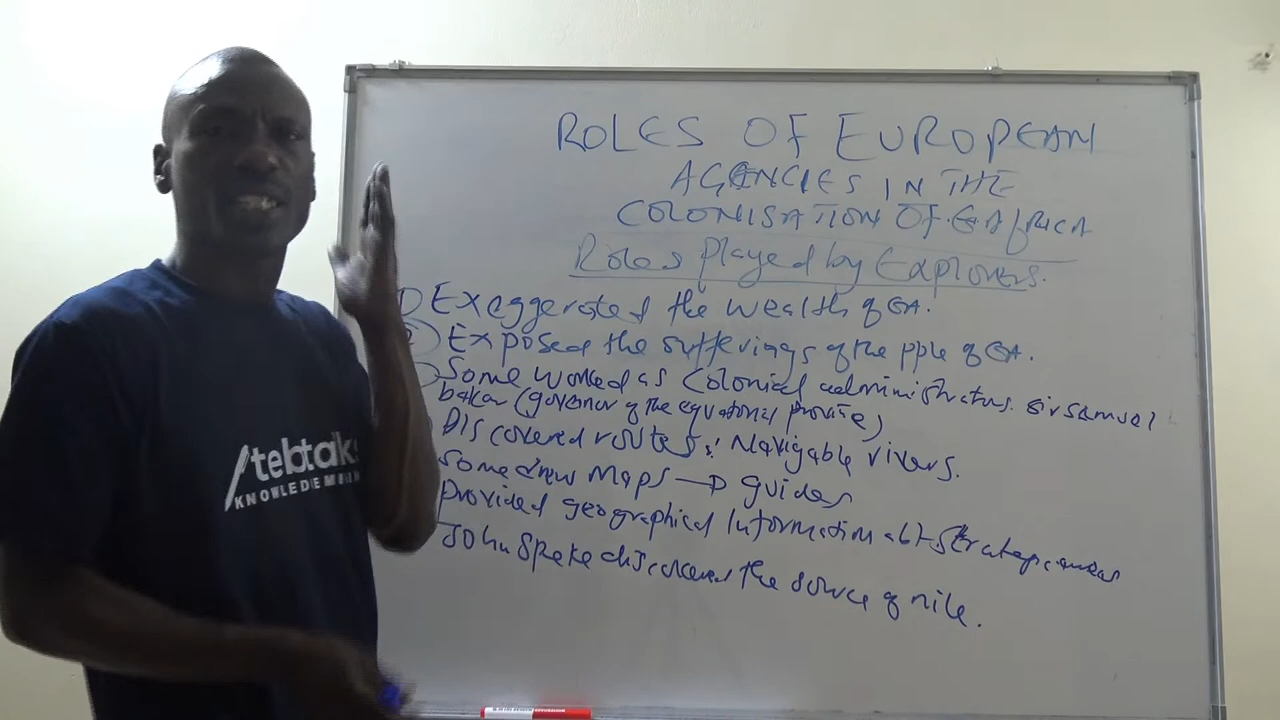 ROLES OF EUROPEAN
AGENCIES IN THE
COLONISATION OF E.AfRICA
Roles Played by Explorers.
1) Exaggerated the wealth of EA.
2) Exposed the sufferings of the pple of EA.
Some worked as colonial administrators. sir samuel
baker (governor of the equatorial province)
Discovered routes & Navigable rivers.
some drew maps → guides
Provided geographical Information abt strategic areas
John Speke discovered the source of nile.
tebtaks
KNOWLEDGE